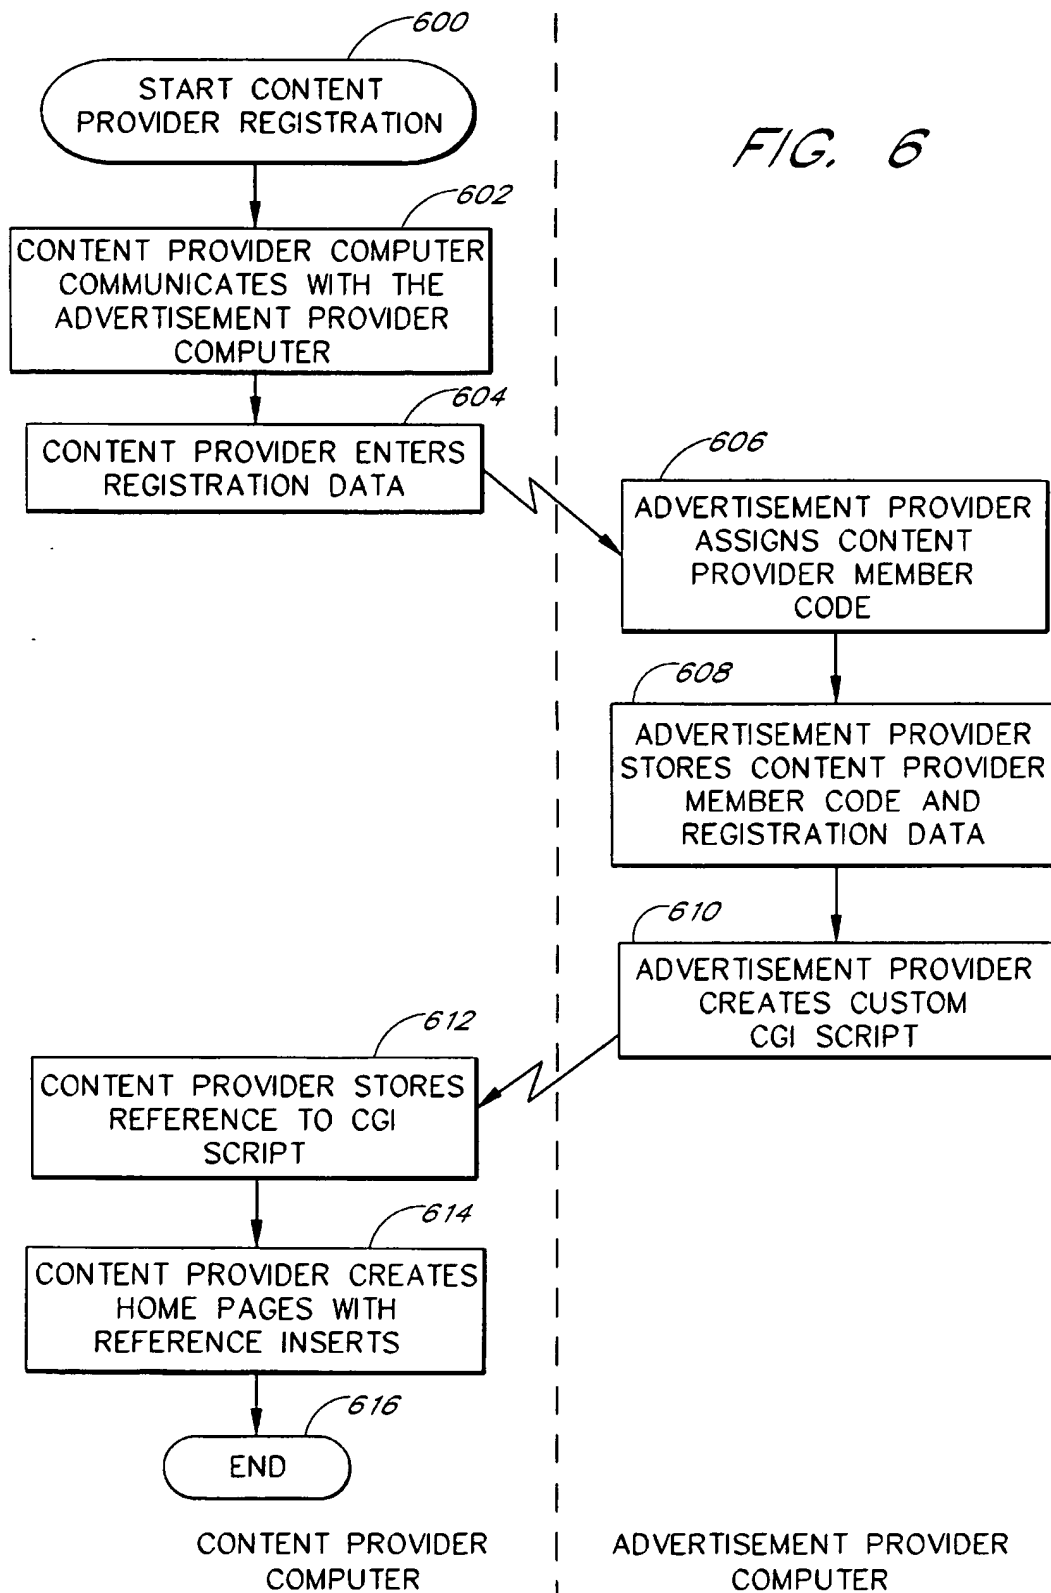 600
START CONTENT
PROVIDER REGISTRATION
FIG. 6
602
CONTENT PROVIDER COMPUTER
COMMUNICATES WITH THE
ADVERTISEMENT PROVIDER
COMPUTER
604
CONTENT PROVIDER ENTERS
REGISTRATION DATA
606
ADVERTISEMENT PROVIDER
ASSIGNS CONTENT
PROVIDER MEMBER
CODE
608
ADVERTISEMENT PROVIDER
STORES CONTENT PROVIDER
MEMBER CODE AND
REGISTRATION DATA
610
ADVERTISEMENT PROVIDER
CREATES CUSTOM
CGI SCRIPT
612
CONTENT PROVIDER STORES
REFERENCE TO CGI
SCRIPT
614
CONTENT PROVIDER CREATES
HOME PAGES WITH
REFERENCE INSERTS
616
END
CONTENT PROVIDER
COMPUTER
ADVERTISEMENT PROVIDER
COMPUTER